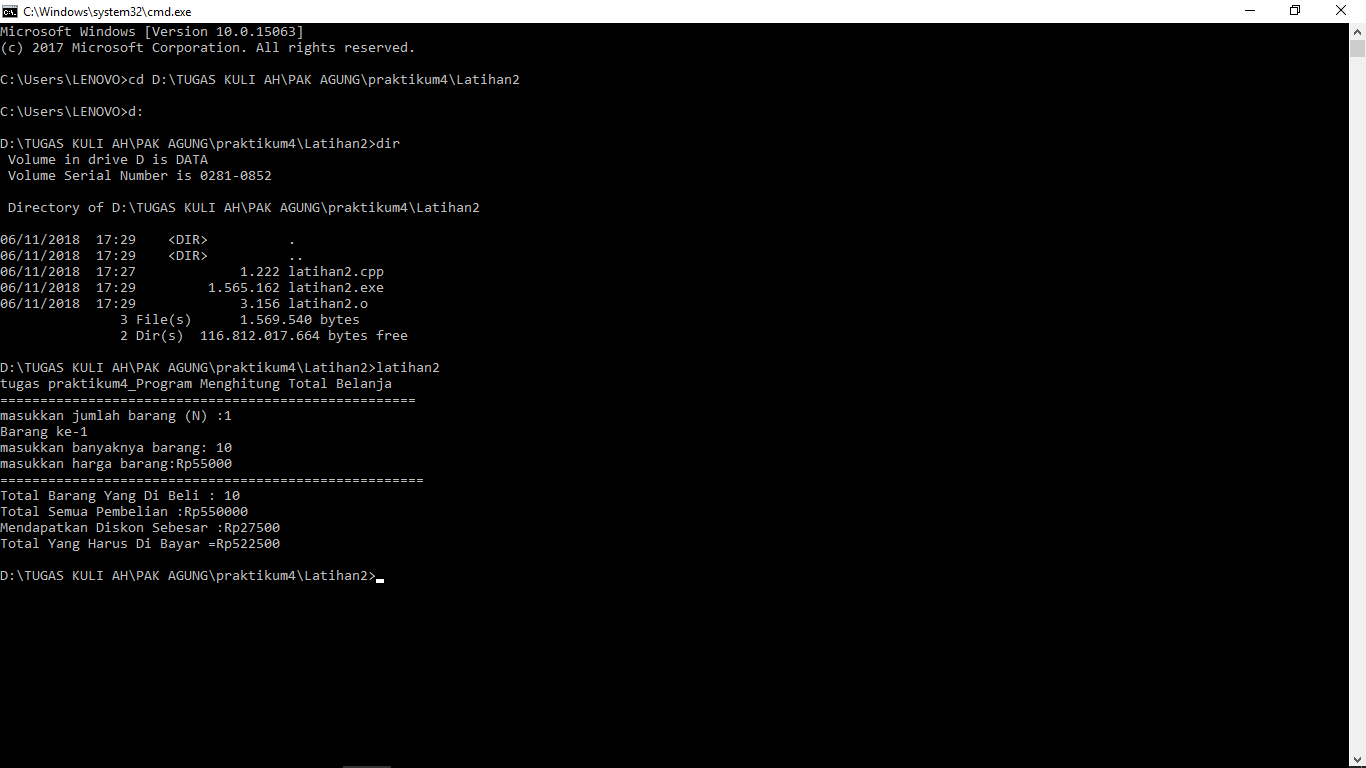 C:\Windows\system32\cmd.exe
Microsoft Windows [Version 10.0.15063]
(c) 2017 Microsoft Corporation. All rights reserved.
C:\Users\LENOVO>cd D:\TUGAS KULI AH\PAK AGUNG\praktikum4\Latihan2
C:\Users\LENOVO>d:
D:\TUGAS KULI AH\PAK AGUNG\praktikum4\Latihan2>dir
 Volume in drive D is DATA
 Volume Serial Number is 0281-0852
 Directory of D:\TUGAS KULI AH\PAK AGUNG\praktikum4\Latihan2
06/11/2018  17:29    <DIR>          .
06/11/2018  17:29    <DIR>          ..
06/11/2018  17:27             1.222 latihan2.cpp
06/11/2018  17:29         1.565.162 latihan2.exe
06/11/2018  17:29             3.156 latihan2.o
               3 File(s)      1.569.540 bytes
               2 Dir(s)  116.812.017.664 bytes free
D:\TUGAS KULI AH\PAK AGUNG\praktikum4\Latihan2>latihan2
tugas praktikum4_Program Menghitung Total Belanja
====================================================
masukkan jumlah barang (N) :1
Barang ke-1
masukkan banyaknya barang: 10
masukkan harga barang:Rp55000
=====================================================
Total Barang Yang Di Beli : 10
Total Semua Pembelian :Rp550000
Mendapatkan Diskon Sebesar :Rp27500
Total Yang Harus Di Bayar =Rp522500
D:\TUGAS KULI AH\PAK AGUNG\praktikum4\Latihan2>